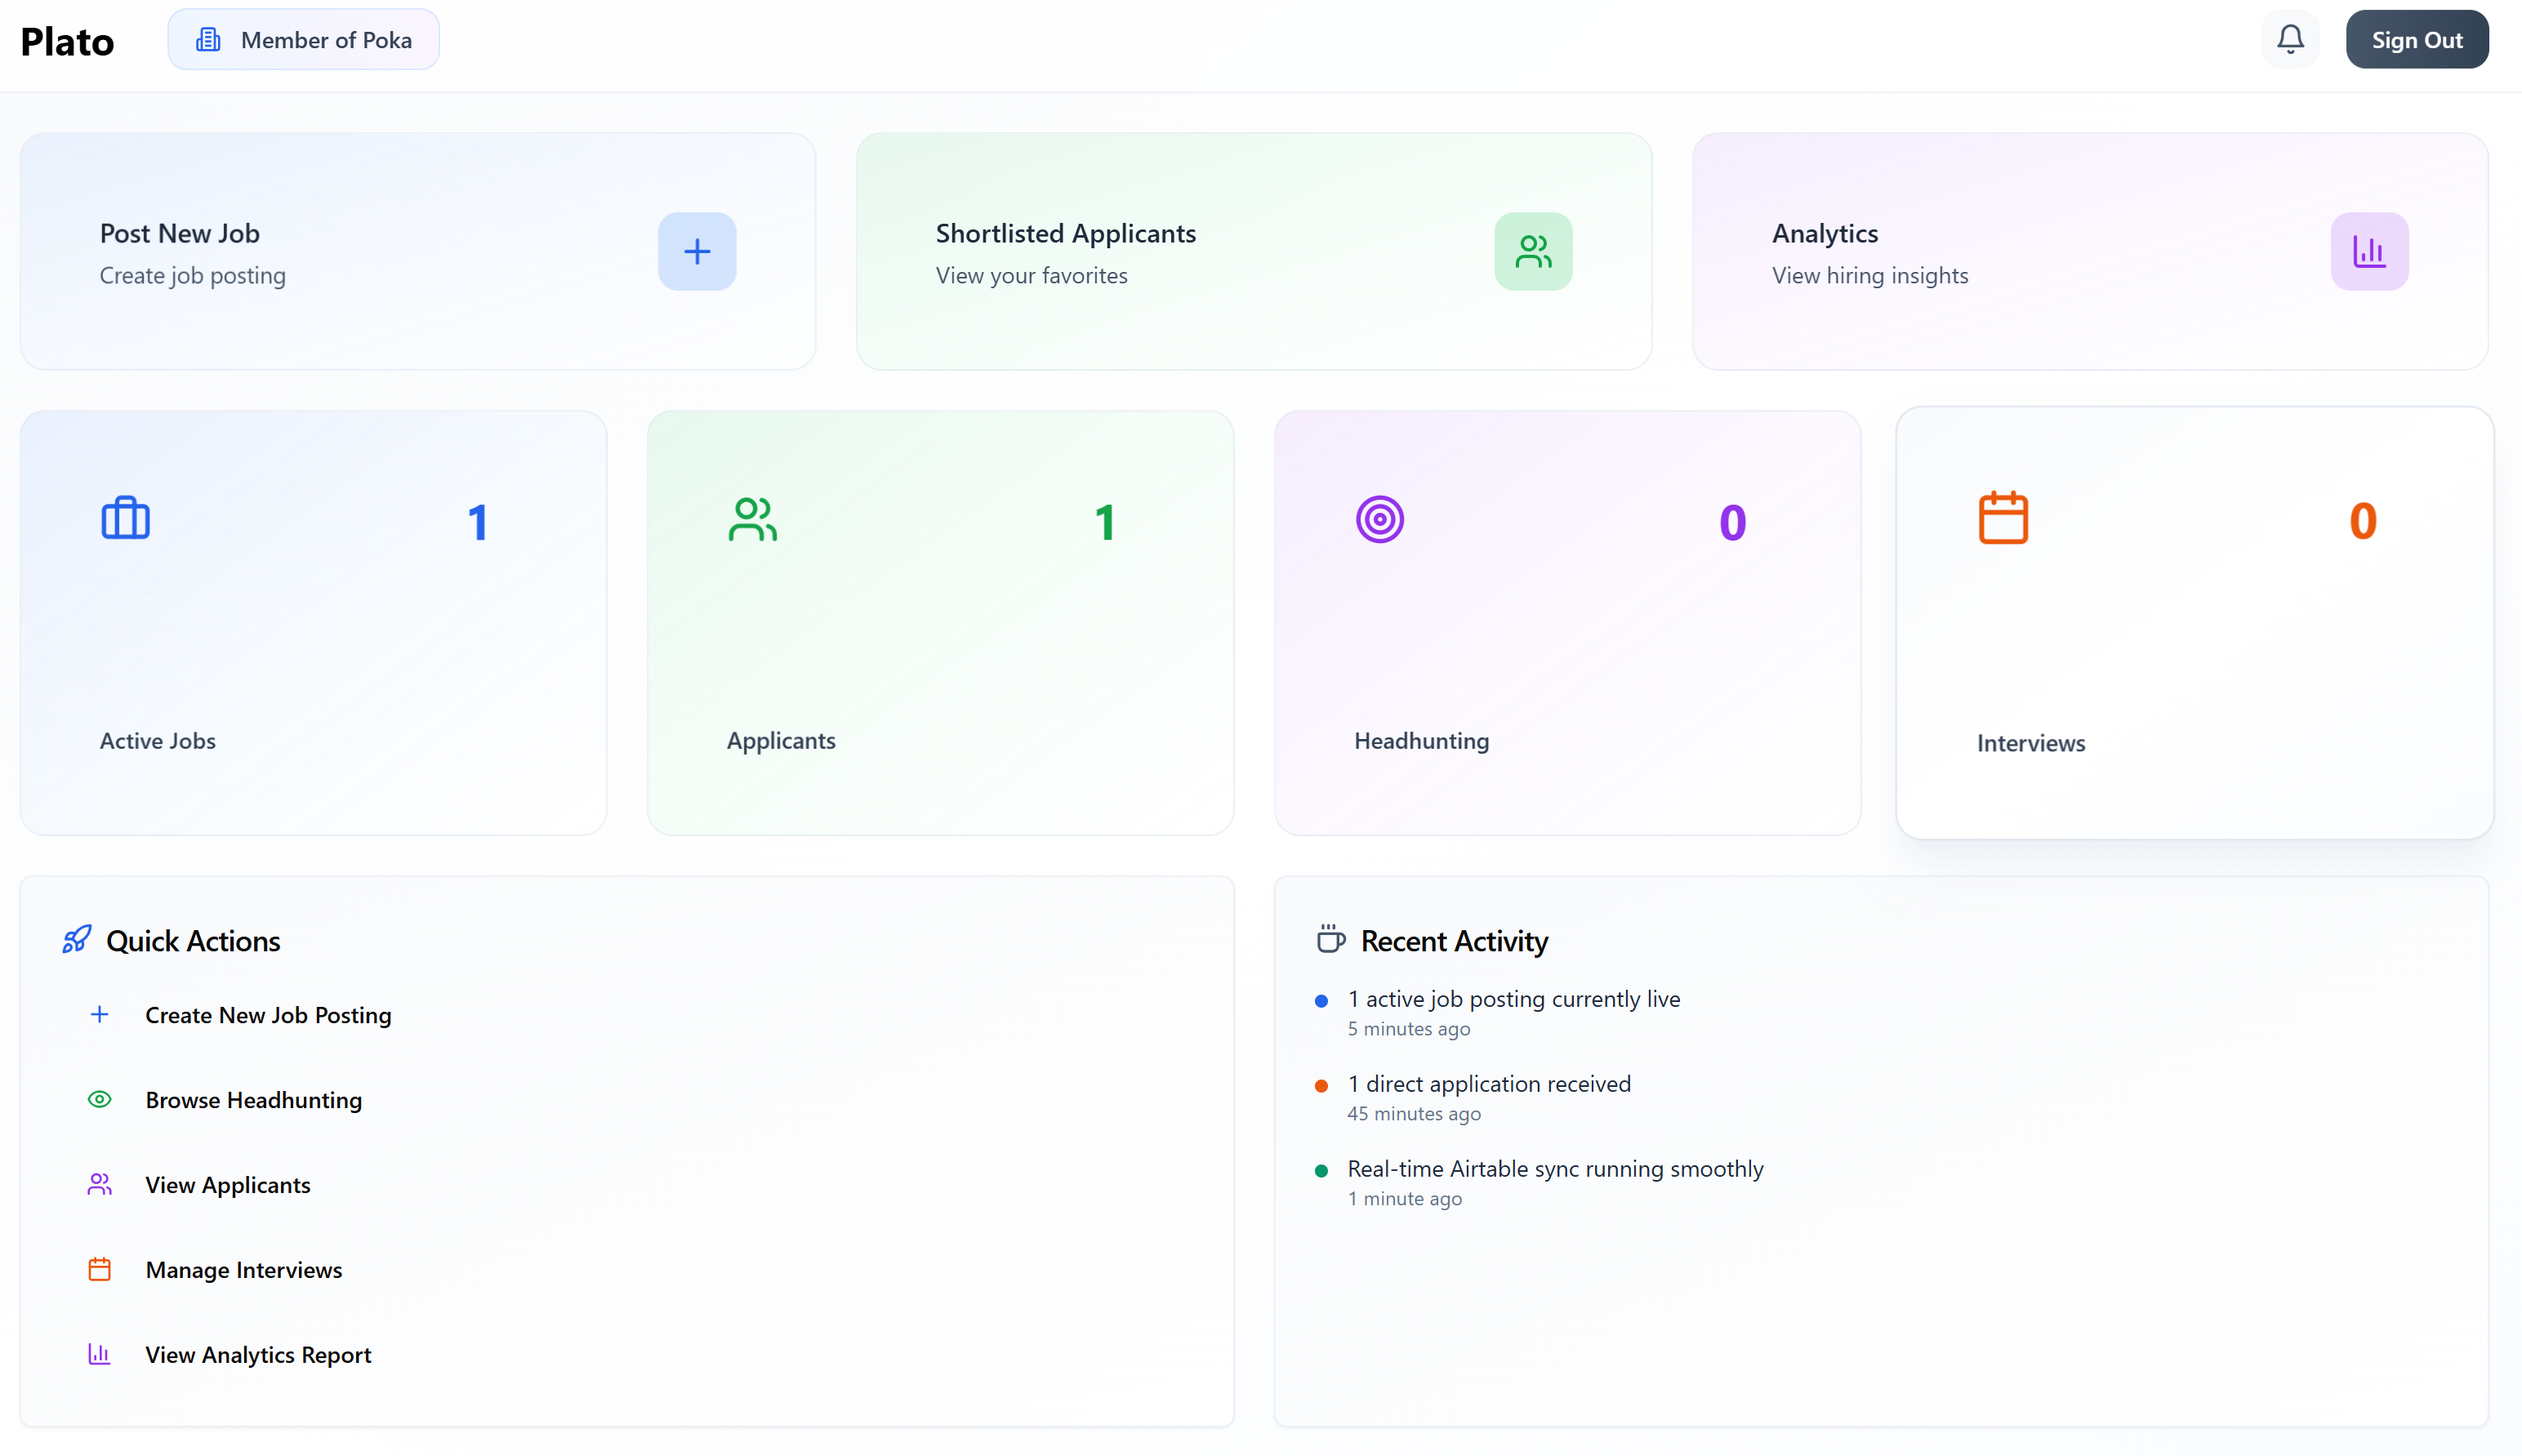 Plato
Member of Poka
Sign Out
Post New Job
Create job posting
Shortlisted Applicants
View your favorites
Analytics
View hiring insights
1
Active Jobs
1
Applicants
0
Headhunting
0
Interviews
Quick Actions
Create New Job Posting
Browse Headhunting
View Applicants
Manage Interviews
View Analytics Report
Recent Activity
1 active job posting currently live
5 minutes ago
1 direct application received
45 minutes ago
Real-time Airtable sync running smoothly
1 minute ago